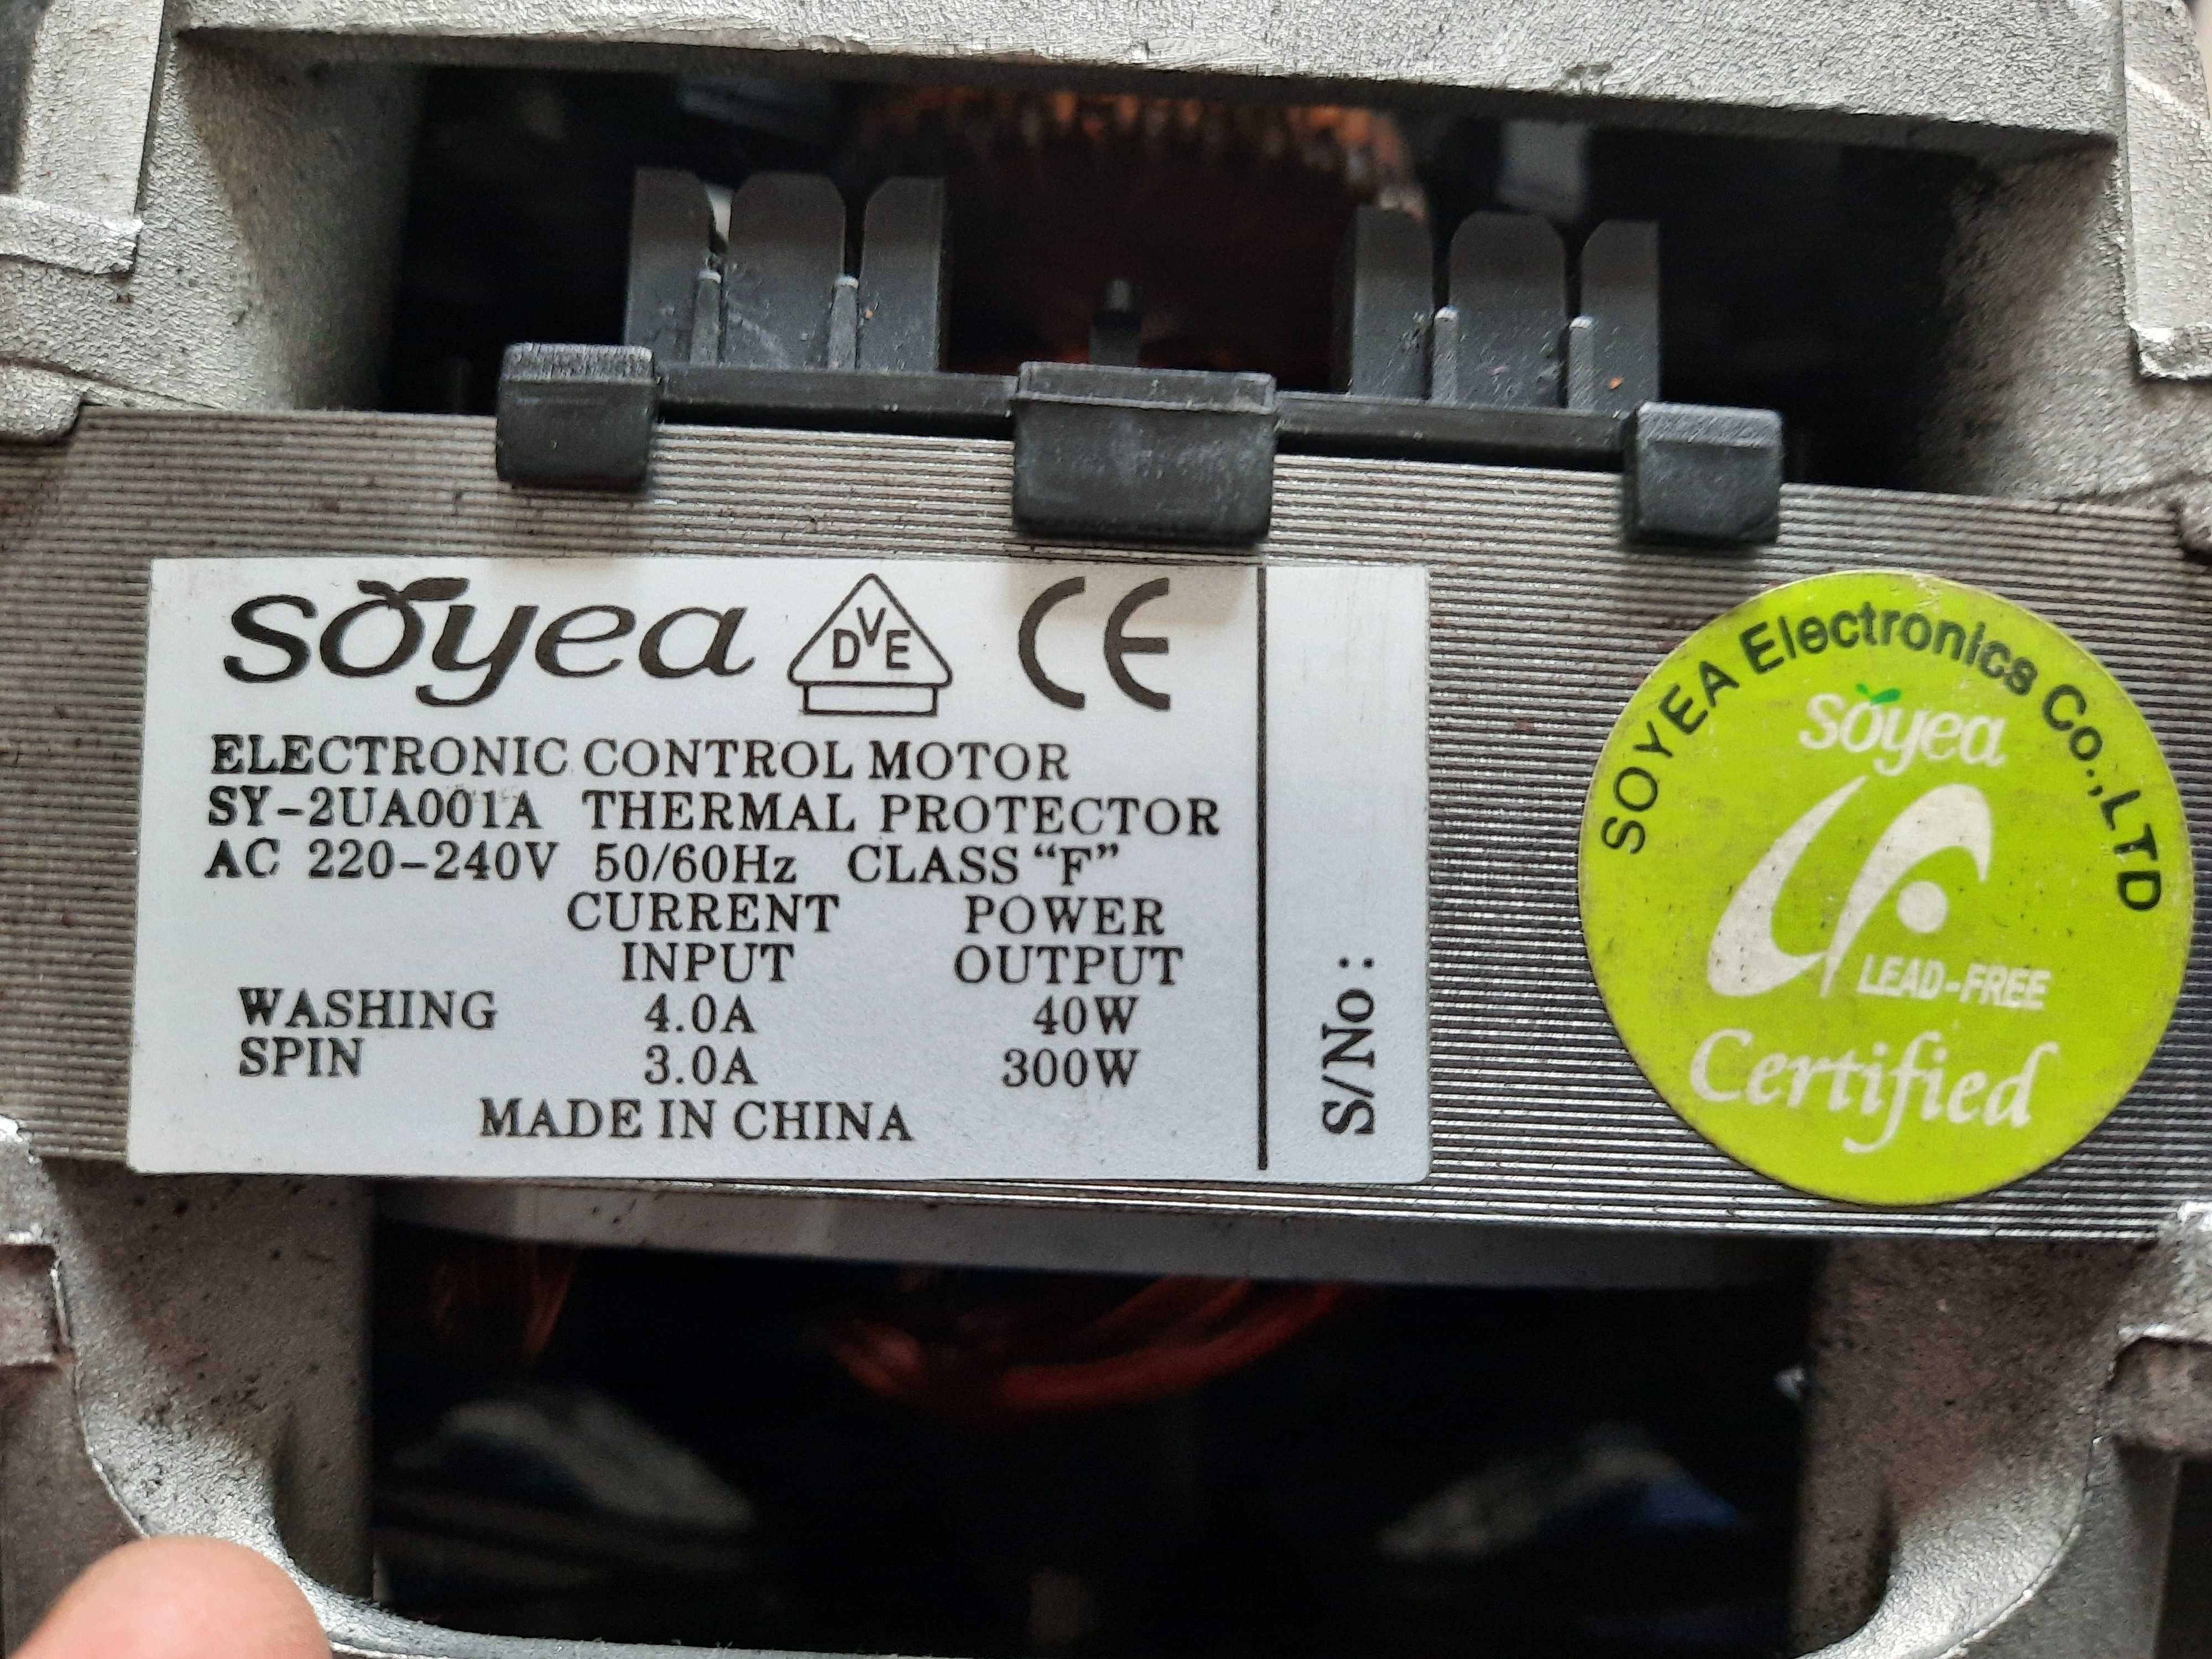 soyea DVE CE
ELECTRONIC CONTROL MOTOR
SY-2UA001A THERMAL PROTECTOR
AC 220-240V 50/60Hz CLASS "F"
CURRENT POWER
INPUT OUTPUT
WASHING 4.0A 40W
SPIN 3.0A 300W
MADE IN CHINA
S/No:
SOYEA Electronics Co.,LTD
soyea
LEAD-FREE
Certified